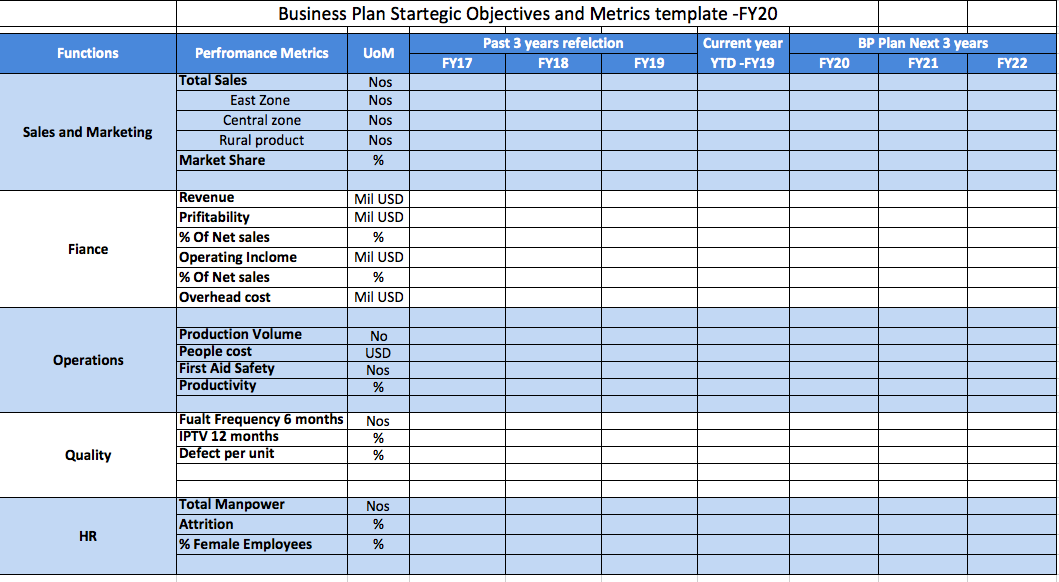 Business Plan Startegic Objectives and Metrics template -FY20
Functions Perfromance Metrics UoM Past 3 years refelction Current year BP Plan Next 3 years
FY17 FY18 FY19 YTD -FY19 FY20 FY21 FY22
Sales and Marketing
Total Sales Nos
East Zone Nos
Central zone Nos
Rural product Nos
Market Share %
Fiance
Revenue Mil USD
Prifitability Mil USD
% Of Net sales %
Operating Inclome Mil USD
% Of Net sales %
Overhead cost Mil USD
Operations
Production Volume No
People cost USD
First Aid Safety Nos
Productivity %
Quality
Fualt Frequency 6 months Nos
IPTV 12 months %
Defect per unit %
HR
Total Manpower Nos
Attrition %
% Female Employees %